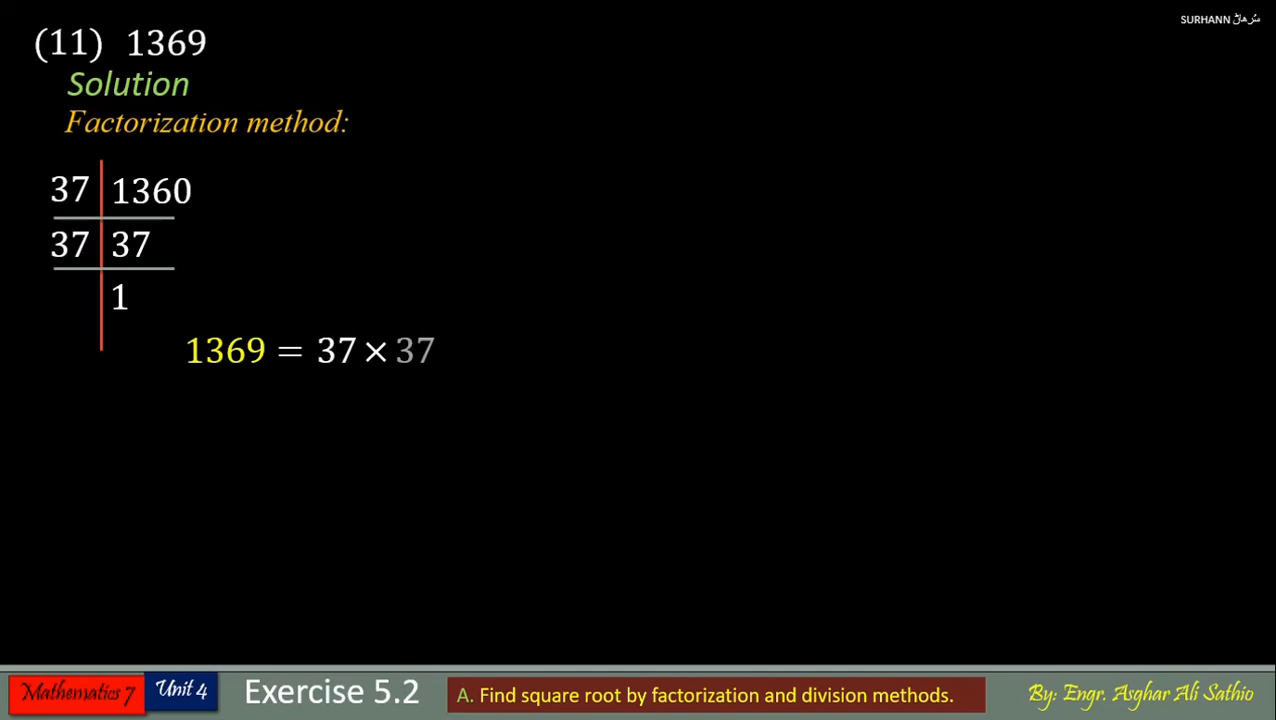 SURHANN سُرهاڻ
(11) 1369
Solution
Factorization method:
37 1360
37 37
1
1369 = 37 × 37
Mathematics 7 Unit 4 Exercise 5.2 A. Find square root by factorization and division methods. By: Engr. Asghar Ali Sathio